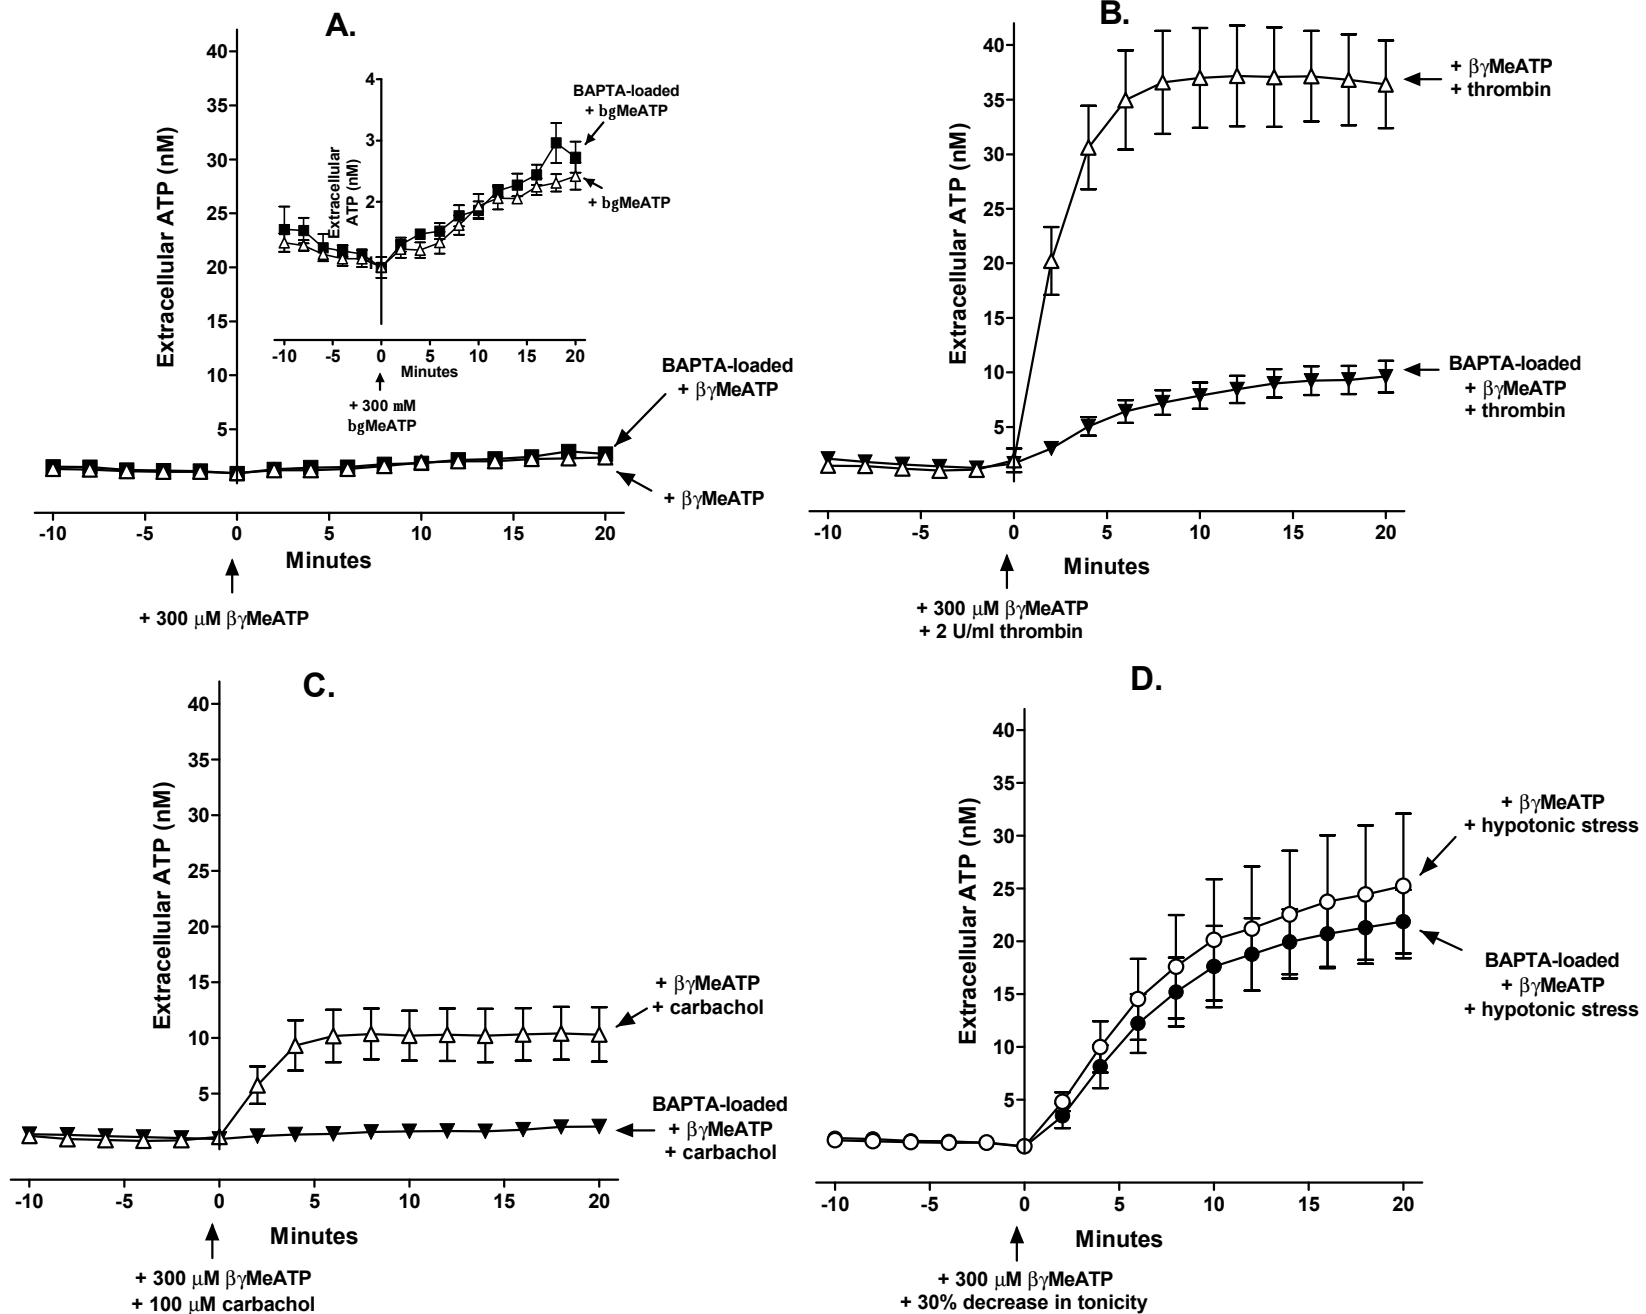 A.
Extracellular ATP (nM)
40
35
30
25
20
15
10
5
-10 -5 0 5 10 15 20
Minutes
+ 300 μM βγMeATP
BAPTA-loaded
+ βγMeATP
+ βγMeATP
Extracellular
ATP (nM)
4
3
2
1
-10 -5 0 5 10 15 20
Minutes
+ 300 mM
bgMeATP
BAPTA-loaded
+ bgMeATP
+ bgMeATP
B.
Extracellular ATP (nM)
40
35
30
25
20
15
10
5
-10 -5 0 5 10 15 20
Minutes
+ 300 μM βγMeATP
+ 2 U/ml thrombin
+ βγMeATP
+ thrombin
BAPTA-loaded
+ βγMeATP
+ thrombin
C.
Extracellular ATP (nM)
40
35
30
25
20
15
10
5
-10 -5 0 5 10 15 20
Minutes
+ 300 μM βγMeATP
+ 100 μM carbachol
+ βγMeATP
+ carbachol
BAPTA-loaded
+ βγMeATP
+ carbachol
D.
Extracellular ATP (nM)
40
35
30
25
20
15
10
5
-10 -5 0 5 10 15 20
Minutes
+ 300 μM βγMeATP
+ 30% decrease in tonicity
+ βγMeATP
+ hypotonic stress
BAPTA-loaded
+ βγMeATP
+ hypotonic stress